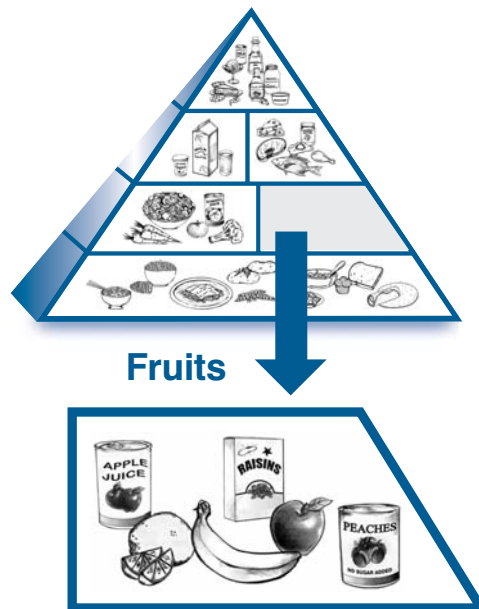 Fruits
APPLE
JUICE
RAISINS
PEACHES
NO SUGAR ADDED